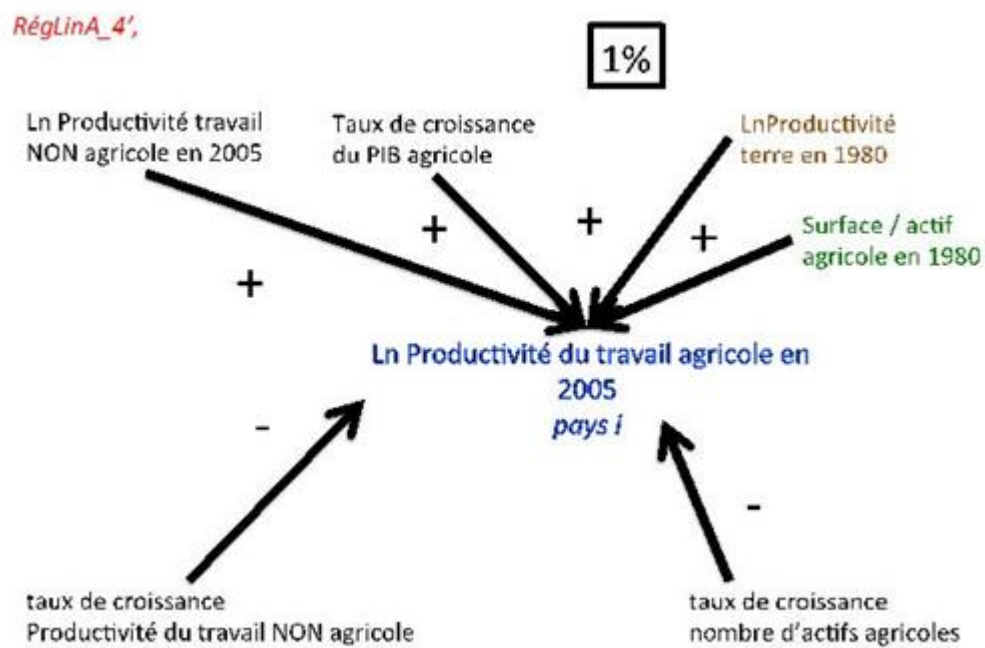 RégLinA_4’,
1%
Ln Productivité travail
NON agricole en 2005
Taux de croissance
du PIB agricole
LnProductivité
terre en 1980
Surface / actif
agricole en 1980
+
+
+
+
Ln Productivité du travail agricole en
2005
pays i
-
-
taux de croissance
Productivité du travail NON agricole
taux de croissance
nombre d’actifs agricoles